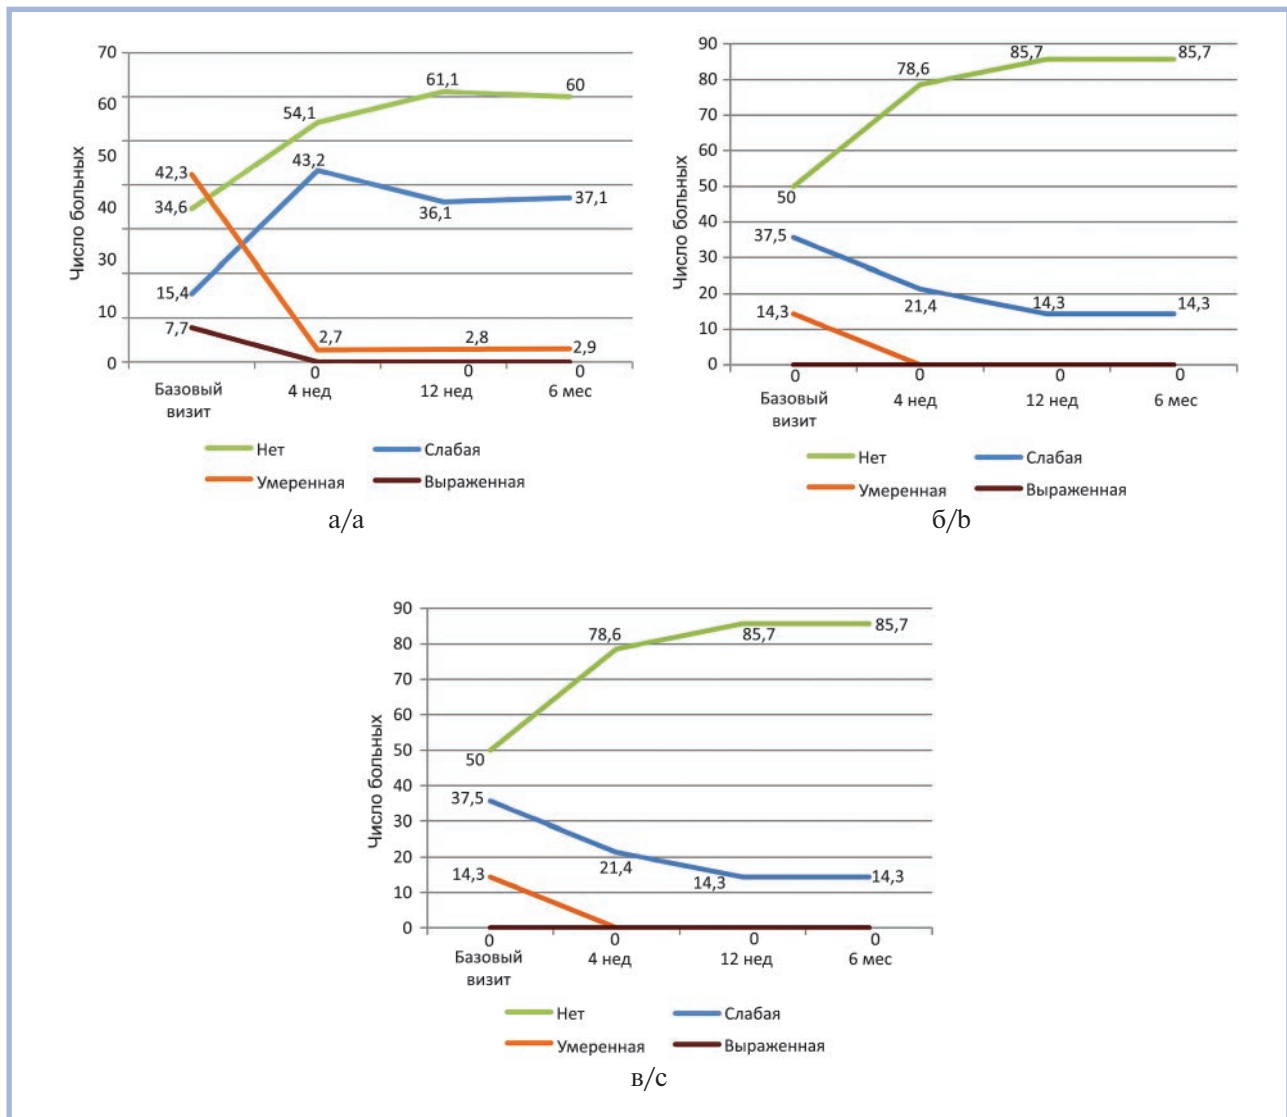 70
60
50
40
30
10
0
Число больных
42,3
34,6
15,4
7,7
54,1
43,2
2,7
0
61,1
36,1
2,8
0
60
37,1
2,9
0
Базовый
визит
4 нед
12 нед
6 мес
Нет
Слабая
Умеренная
Выраженная
а/a
90
80
70
60
50
40
30
20
10
0
Число больных
50
37,5
14,3
0
78,6
21,4
0
85,7
14,3
0
85,7
14,3
0
Базовый
визит
4 нед
12 нед
6 мес
Нет
Слабая
Умеренная
Выраженная
б/b
90
80
70
60
50
40
30
20
10
0
Число больных
50
37,5
14,3
0
78,6
21,4
0
85,7
14,3
0
85,7
14,3
0
Базовый
визит
4 нед
12 нед
6 мес
Нет
Слабая
Умеренная
Выраженная
в/c